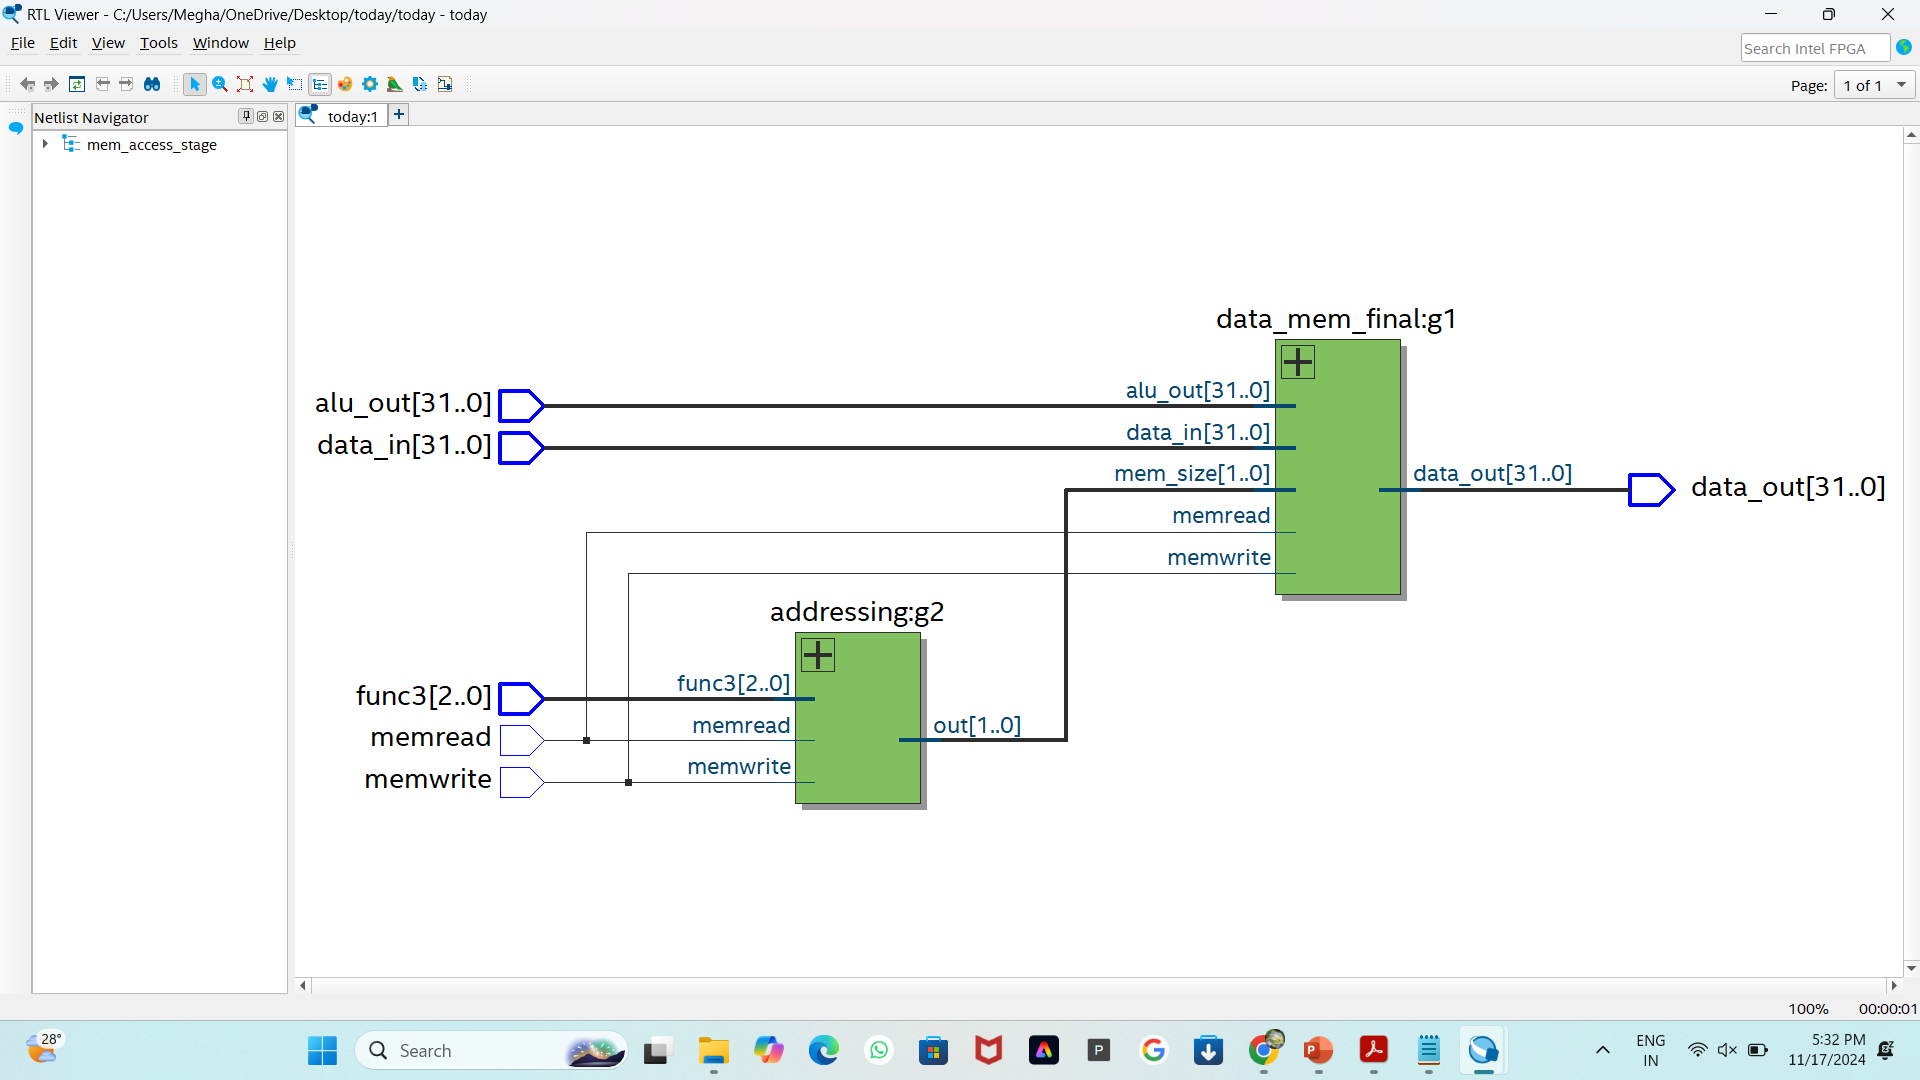 RTL Viewer - C:/Users/Megha/OneDrive/Desktop/today/today - today
File Edit View Tools Window Help
Search Intel FPGA
Page: 1 of 1
Netlist Navigator
today:1
mem_access_stage
data_mem_final:g1
alu_out[31..0]
alu_out[31..0]
data_in[31..0]
data_in[31..0]
mem_size[1..0]
data_out[31..0]
data_out[31..0]
memread
memwrite
addressing:g2
func3[2..0]
func3[2..0]
memread
memread
out[1..0]
memwrite
memwrite
100% 00:00:01
28°
Search
P
P
ENG
IN
5:32 PM
11/17/2024